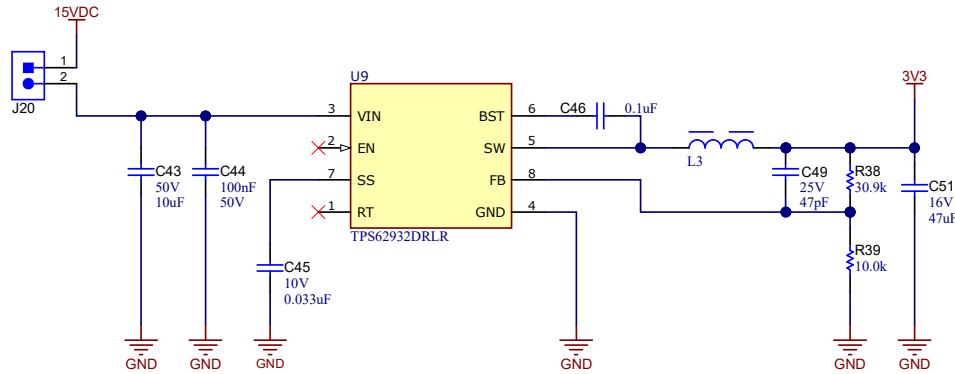 15VDC
1
2
J20
U9
3
VIN
2
EN
7
SS
1
RT
BST
6
SW
5
FB
8
GND
4
TPS62932DRLR
C46
0.1uF
L3
3V3
C43
50V
10uF
C44
100nF
50V
C45
10V
0.033uF
C49
25V
47pF
R38
30.9k
R39
10.0k
C51
16V
47uF
GND
GND
GND
GND
GND
GND